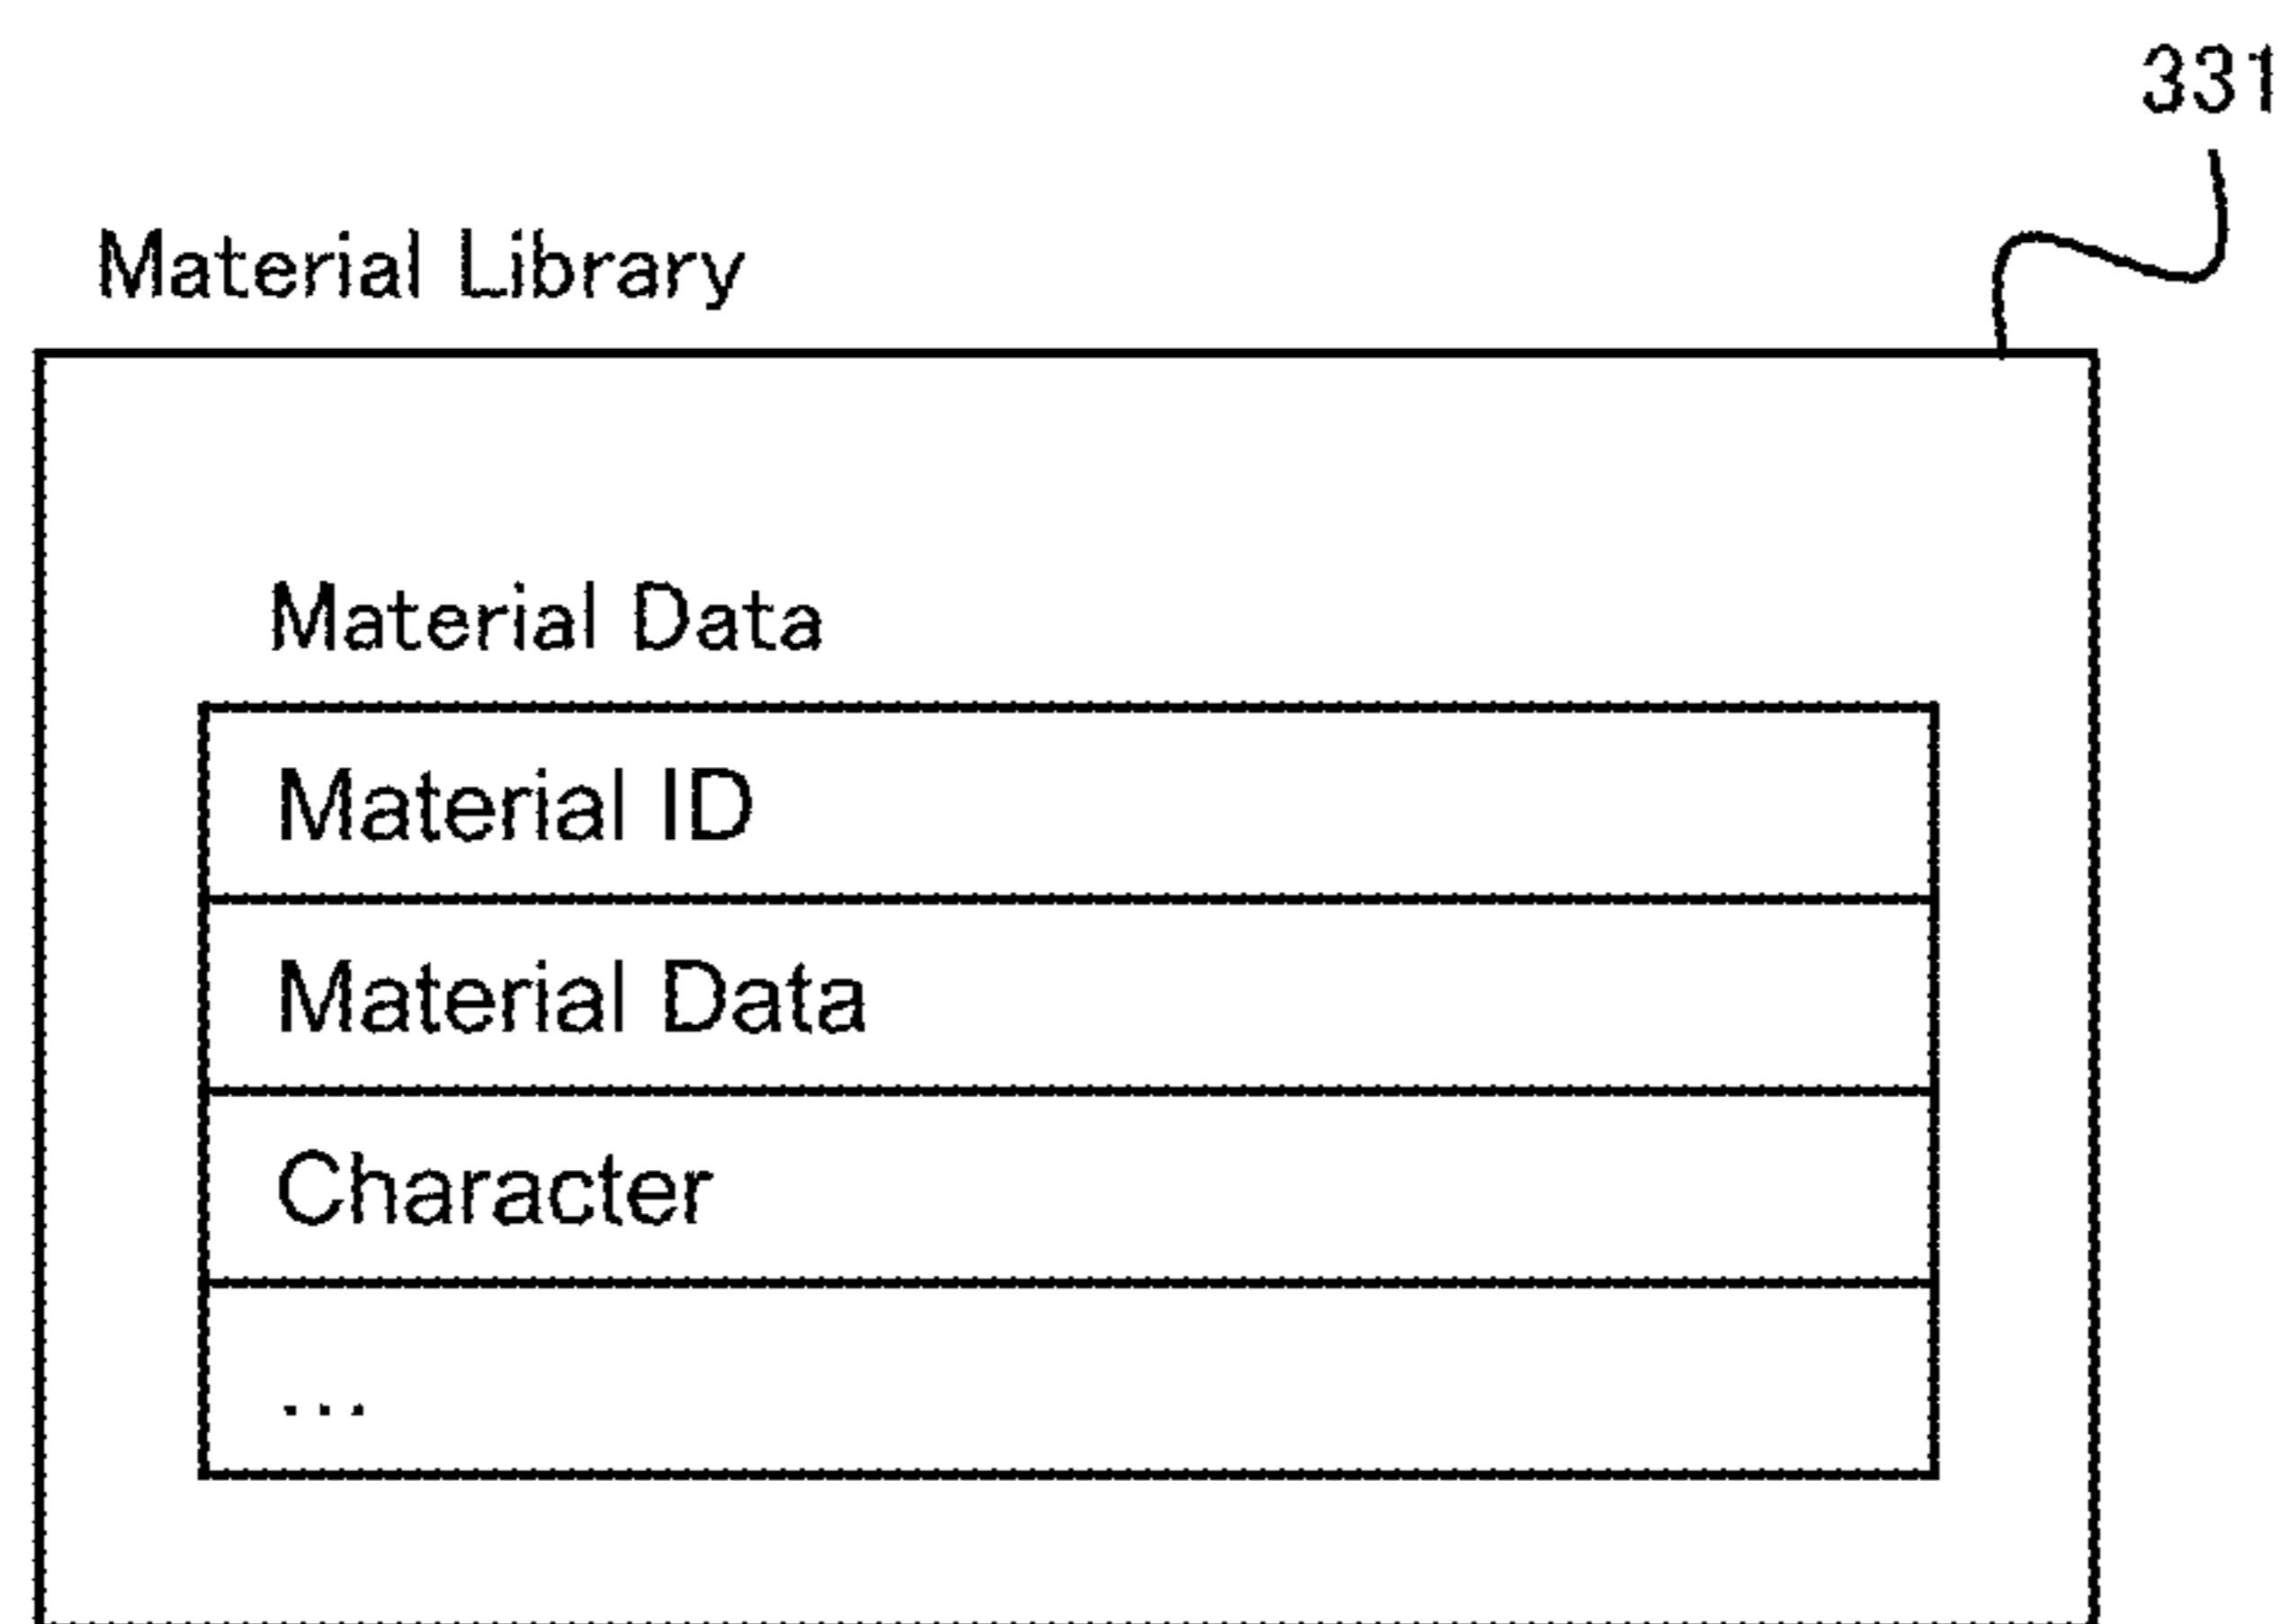 331
Material Library
Material Data
Material ID
Material Data
Character
...